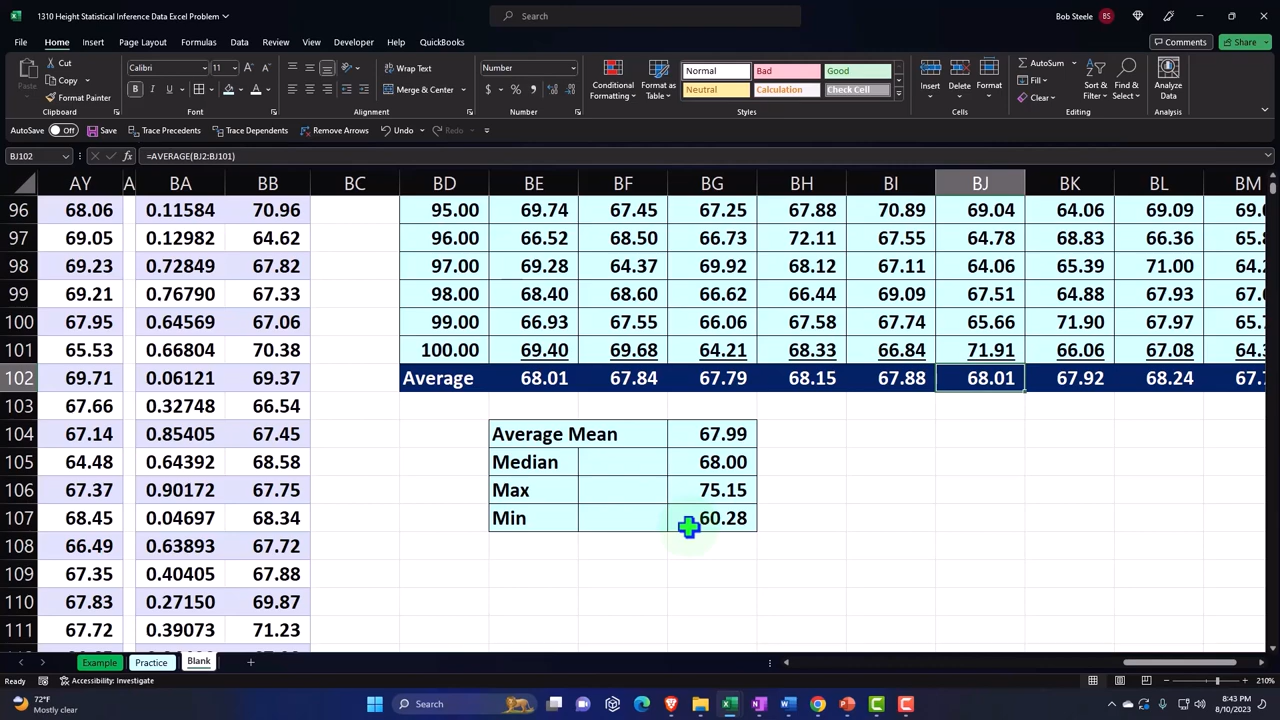 1310 Height Statistical Inference Data Excel Problem
Search
Bob Steele BS
File Home Insert Page Layout Formulas Data Review View Developer Help QuickBooks
Comments Share
Paste Cut Copy Format Painter
Clipboard
Calibri 11
Font
Wrap Text
Merge & Center
Alignment
Number
Number
Conditional Formatting Format as Table
Normal Bad Good
Neutral Calculation Check Cell
Styles
Insert Delete Format
Cells
AutoSum Fill Clear
Sort & Filter Find & Select
Editing
Analyze Data
Analysis
AutoSave Off Save Trace Precedents Trace Dependents Remove Arrows Undo Redo
BJ102 fx =AVERAGE(BJ2:BJ101)
AY A BA BB BC BD BE BF BG BH BI BJ BK BL BM
96 68.06 0.11584 70.96 95.00 69.74 67.45 67.25 67.88 70.89 69.04 64.06 69.09 69.0
97 69.05 0.12982 64.62 96.00 66.52 68.50 66.73 72.11 67.55 64.78 68.83 66.36 65.8
98 69.23 0.72849 67.82 97.00 69.28 64.37 69.92 68.12 67.11 64.06 65.39 71.00 64.2
99 69.21 0.76790 67.33 98.00 68.40 68.60 66.62 66.44 69.09 67.51 64.88 67.93 67.0
100 67.95 0.64569 67.06 99.00 66.93 67.55 66.06 67.58 67.74 65.66 71.90 67.97 65.7
101 65.53 0.66804 70.38 100.00 69.40 69.68 64.21 68.33 66.84 71.91 66.06 67.08 64.3
102 69.71 0.06121 69.37 Average 68.01 67.84 67.79 68.15 67.88 68.01 67.92 68.24 67.
103 67.66 0.32748 66.54
104 67.14 0.85405 67.45 Average Mean 67.99
105 64.48 0.64392 68.58 Median 68.00
106 67.37 0.90172 67.75 Max 75.15
107 68.45 0.04697 68.34 Min 60.28
108 66.49 0.63893 67.72
109 67.35 0.40405 67.88
110 67.83 0.27150 69.87
111 67.72 0.39073 71.23
Example Practice Blank
Ready Accessibility: Investigate 210%
72°F
Mostly clear
Search
8:43 PM
8/10/2023